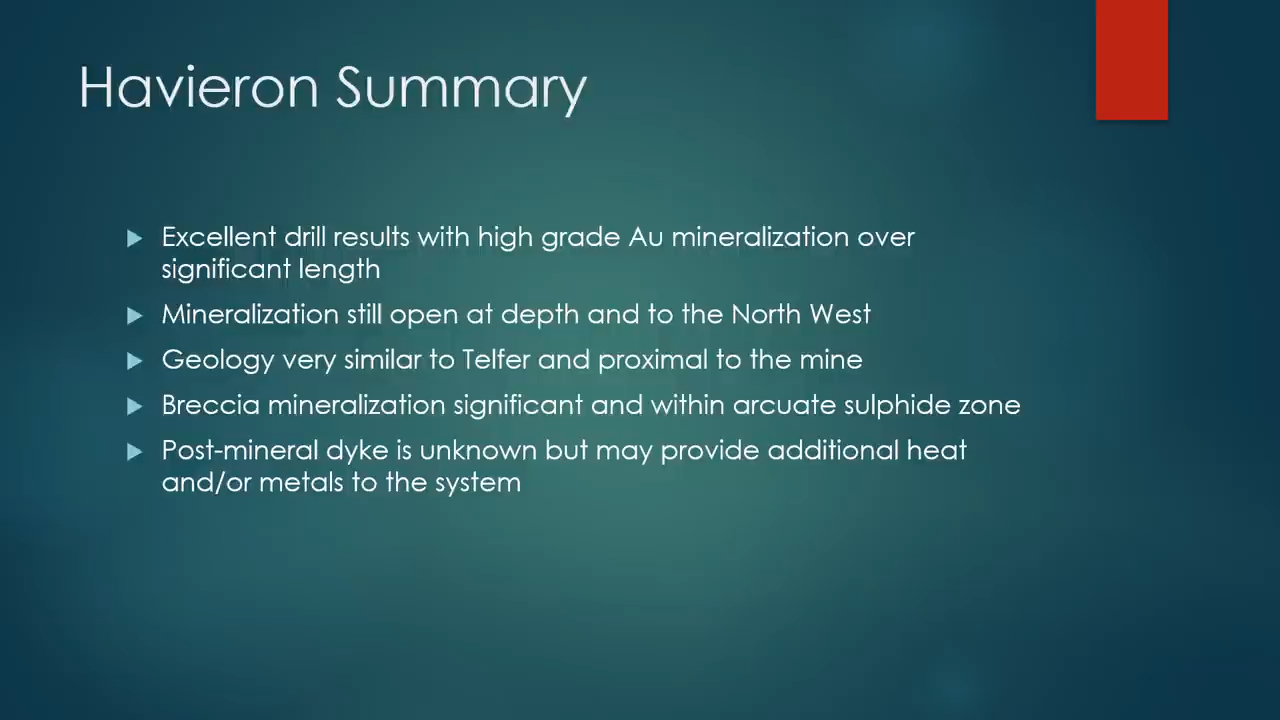 Havieron Summary
Excellent drill results with high grade Au mineralization over
significant length
Mineralization still open at depth and to the North West
Geology very similar to Telfer and proximal to the mine
Breccia mineralization significant and within arcuate sulphide zone
Post-mineral dyke is unknown but may provide additional heat
and/or metals to the system